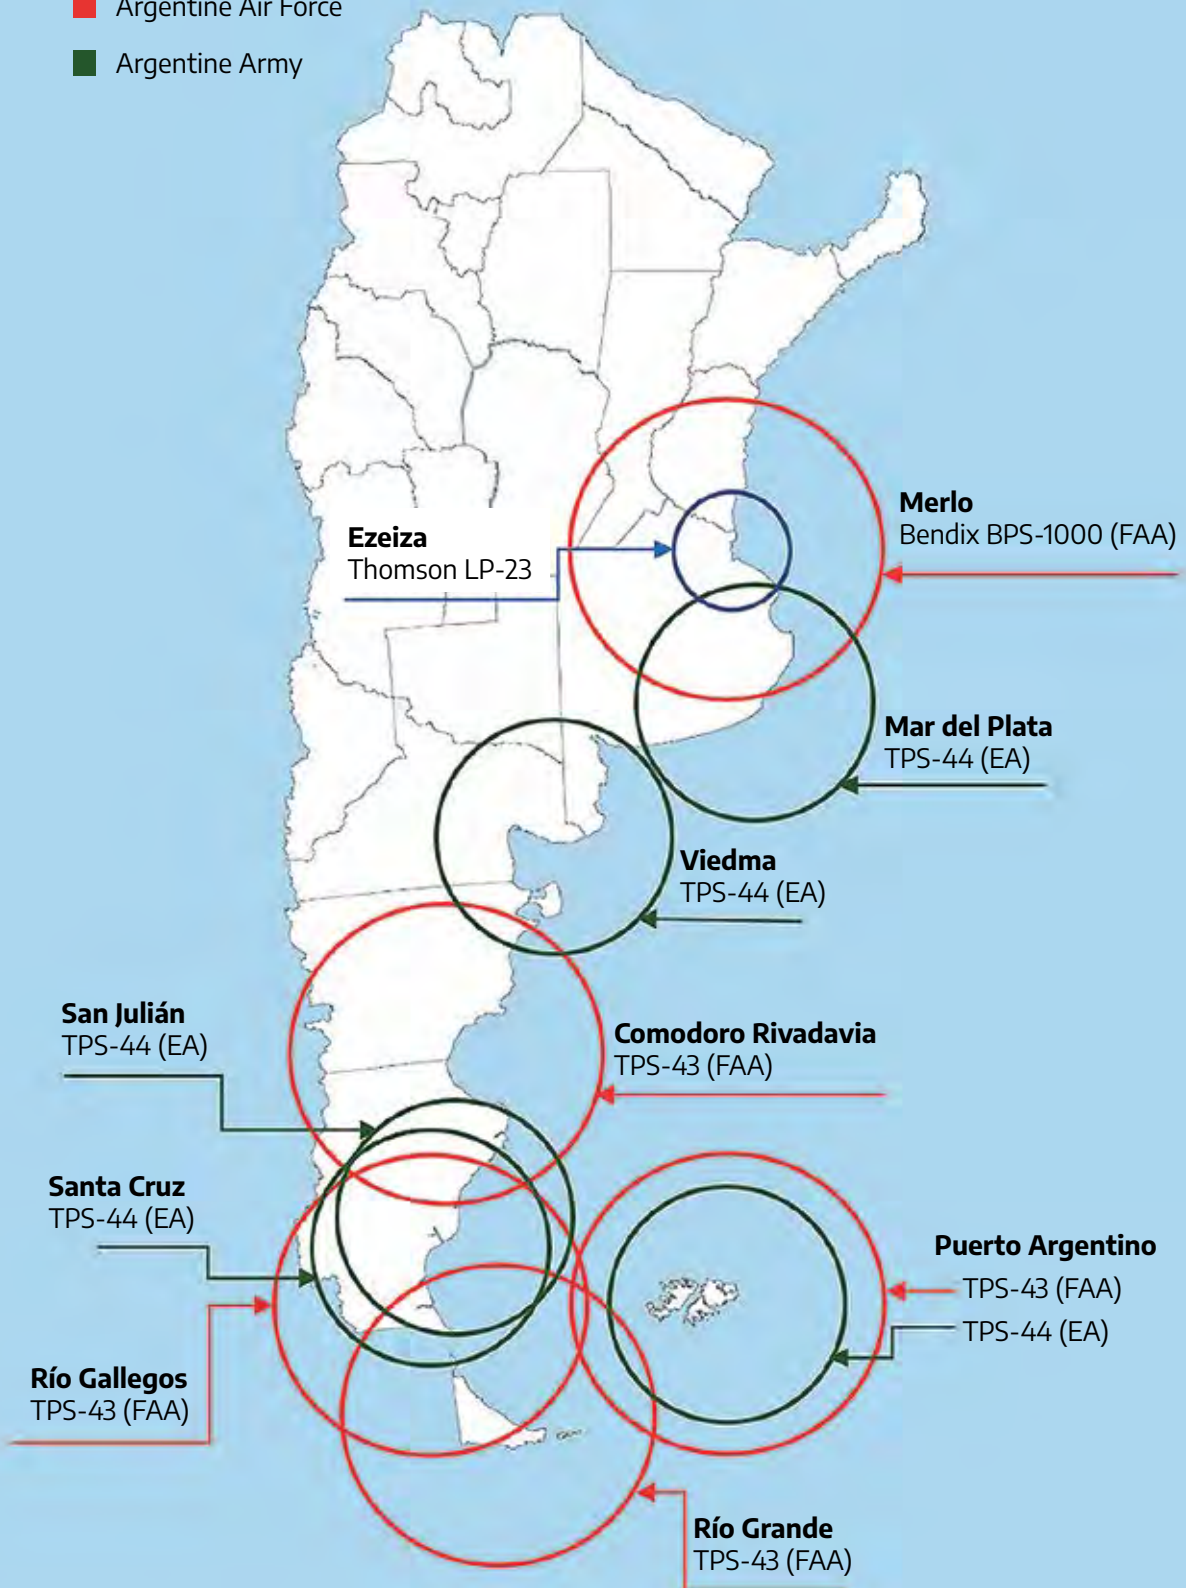 Argentine Air Force
Argentine Army
Ezeiza
Thomson LP-23
Merlo
Bendix BPS-1000 (FAA)
Mar del Plata
TPS-44 (EA)
Viedma
TPS-44 (EA)
San Julián
TPS-44 (EA)
Comodoro Rivadavia
TPS-43 (FAA)
Santa Cruz
TPS-44 (EA)
Puerto Argentino
TPS-43 (FAA)
TPS-44 (EA)
Río Gallegos
TPS-43 (FAA)
Río Grande
TPS-43 (FAA)